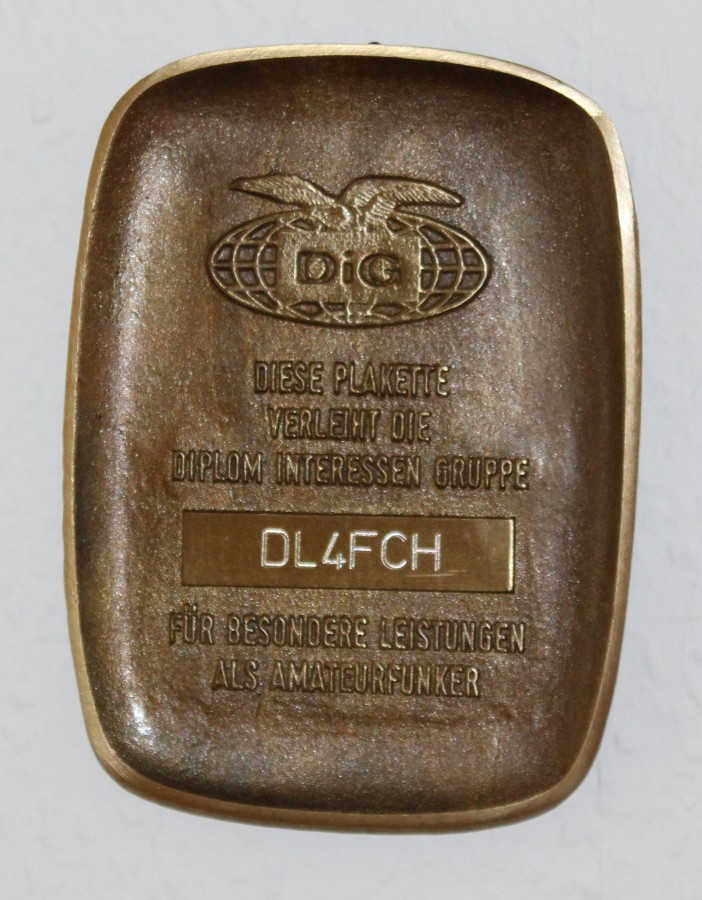 DiG
DIESE PLAKETTE
VERLEIHT DIE
DIPLOM INTERESSEN GRUPPE
DL4FCH
FÜR BESONDERE LEISTUNGEN
ALS AMATEURFUNKER